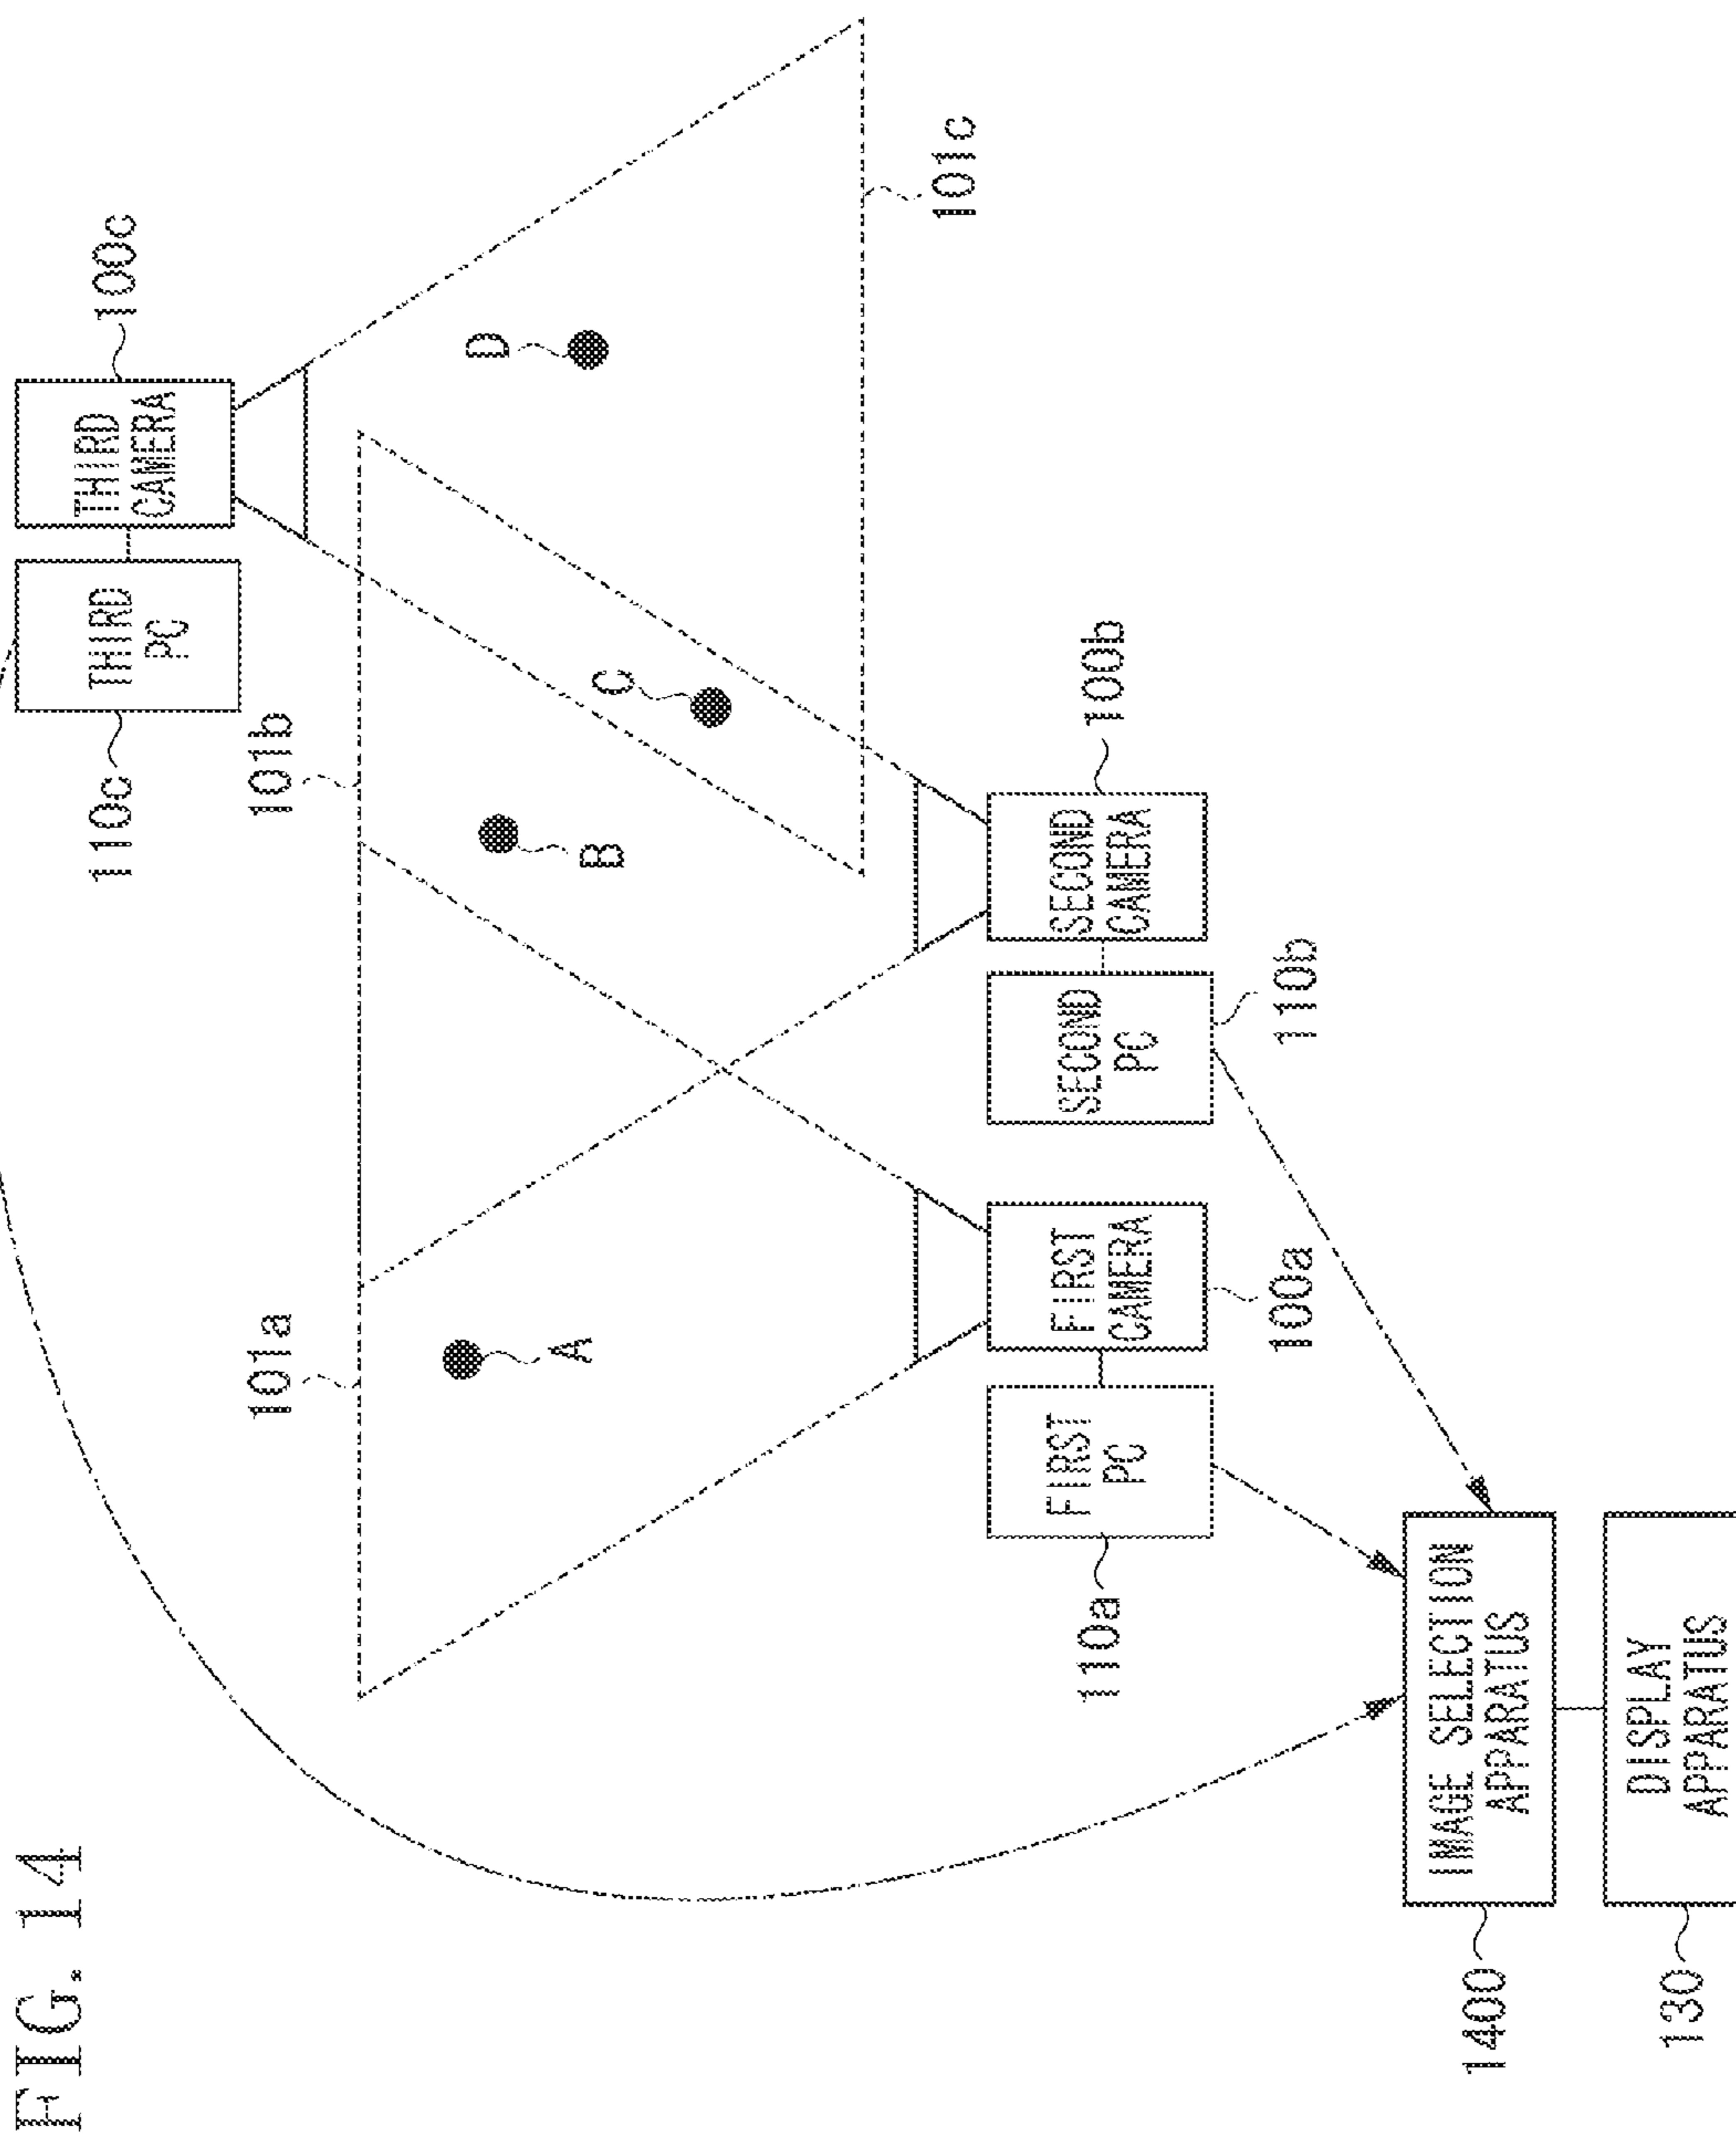 FIG. 14
THIRD
PC
THIRD
CAMERA
110c
100c
101a
101b
101c
A
B
C
D
FIRST
PC
FIRST
CAMERA
SECOND
PC
SECOND
CAMERA
110a
100a
110b
100b
IMAGE SELECTION
APPARATUS
1400
DISPLAY
APPARATUS
130